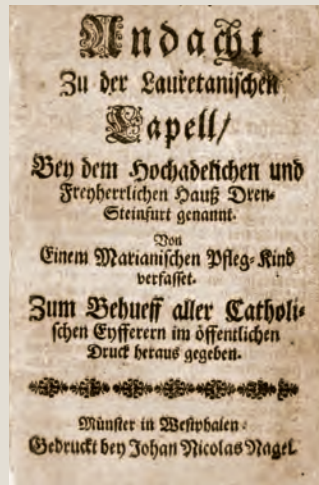 Andacht
Zu der Lauretanischen
Capell/
Bey dem Hochadelichen und
Freyherrlichen Hauß Dren-
Steinfurt genannt.
Von
Einem Marianischen Pfleg-Kind
verfasset.
Zum Behueff aller Catholi-
schen Eyfferern im öffentlichen
Druck heraus gegeben.
Münster in Westphalen:
Gedruckt bey Johan Nicolas Nagel